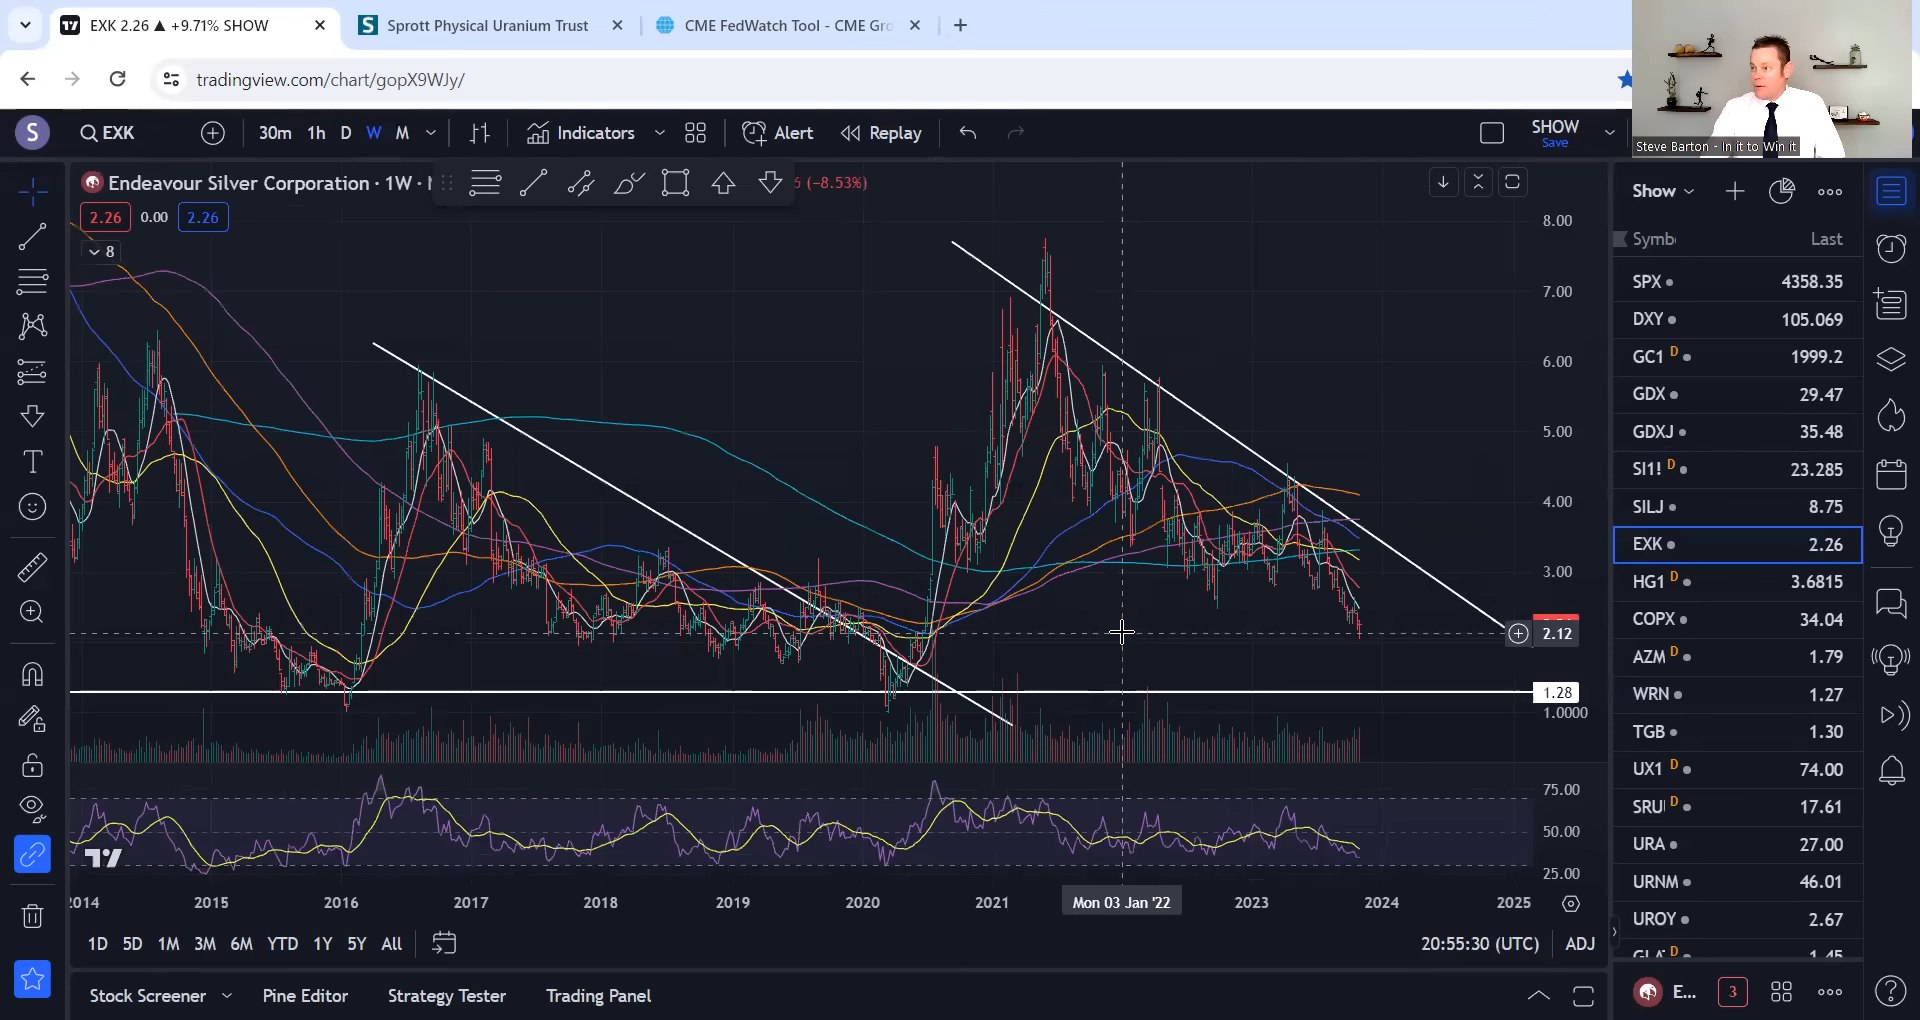 EXK 2.26 ▲ +9.71% SHOW
Sprott Physical Uranium Trust
CME FedWatch Tool - CME Gro
tradingview.com/chart/gopX9WJy/
Steve Barton - In it to Win it
S
EXK
30m 1h D W M
Indicators
Alert
Replay
SHOW
Save
Endeavour Silver Corporation · 1W ·
6 (−8.53%)
2.26 0.00 2.26
8
8.00
7.00
6.00
5.00
4.00
3.00
2.12
1.28
1.0000
75.00
50.00
25.00
2014 2015 2016 2017 2018 2019 2020 2021 Mon 03 Jan '22 2023 2024 2025
1D 5D 1M 3M 6M YTD 1Y 5Y All
20:55:30 (UTC) ADJ
Stock Screener Pine Editor Strategy Tester Trading Panel
Show
Symb Last
SPX 4358.35
DXY 105.069
GC1 D 1999.2
GDX 29.47
GDXJ 35.48
SI1! D 23.285
SILJ 8.75
EXK 2.26
HG1 D 3.6815
COPX 34.04
AZM D 1.79
WRN 1.27
TGB 1.30
UX1 D 74.00
SRU D 17.61
URA 27.00
URNM 46.01
UROY 2.67
E... 3